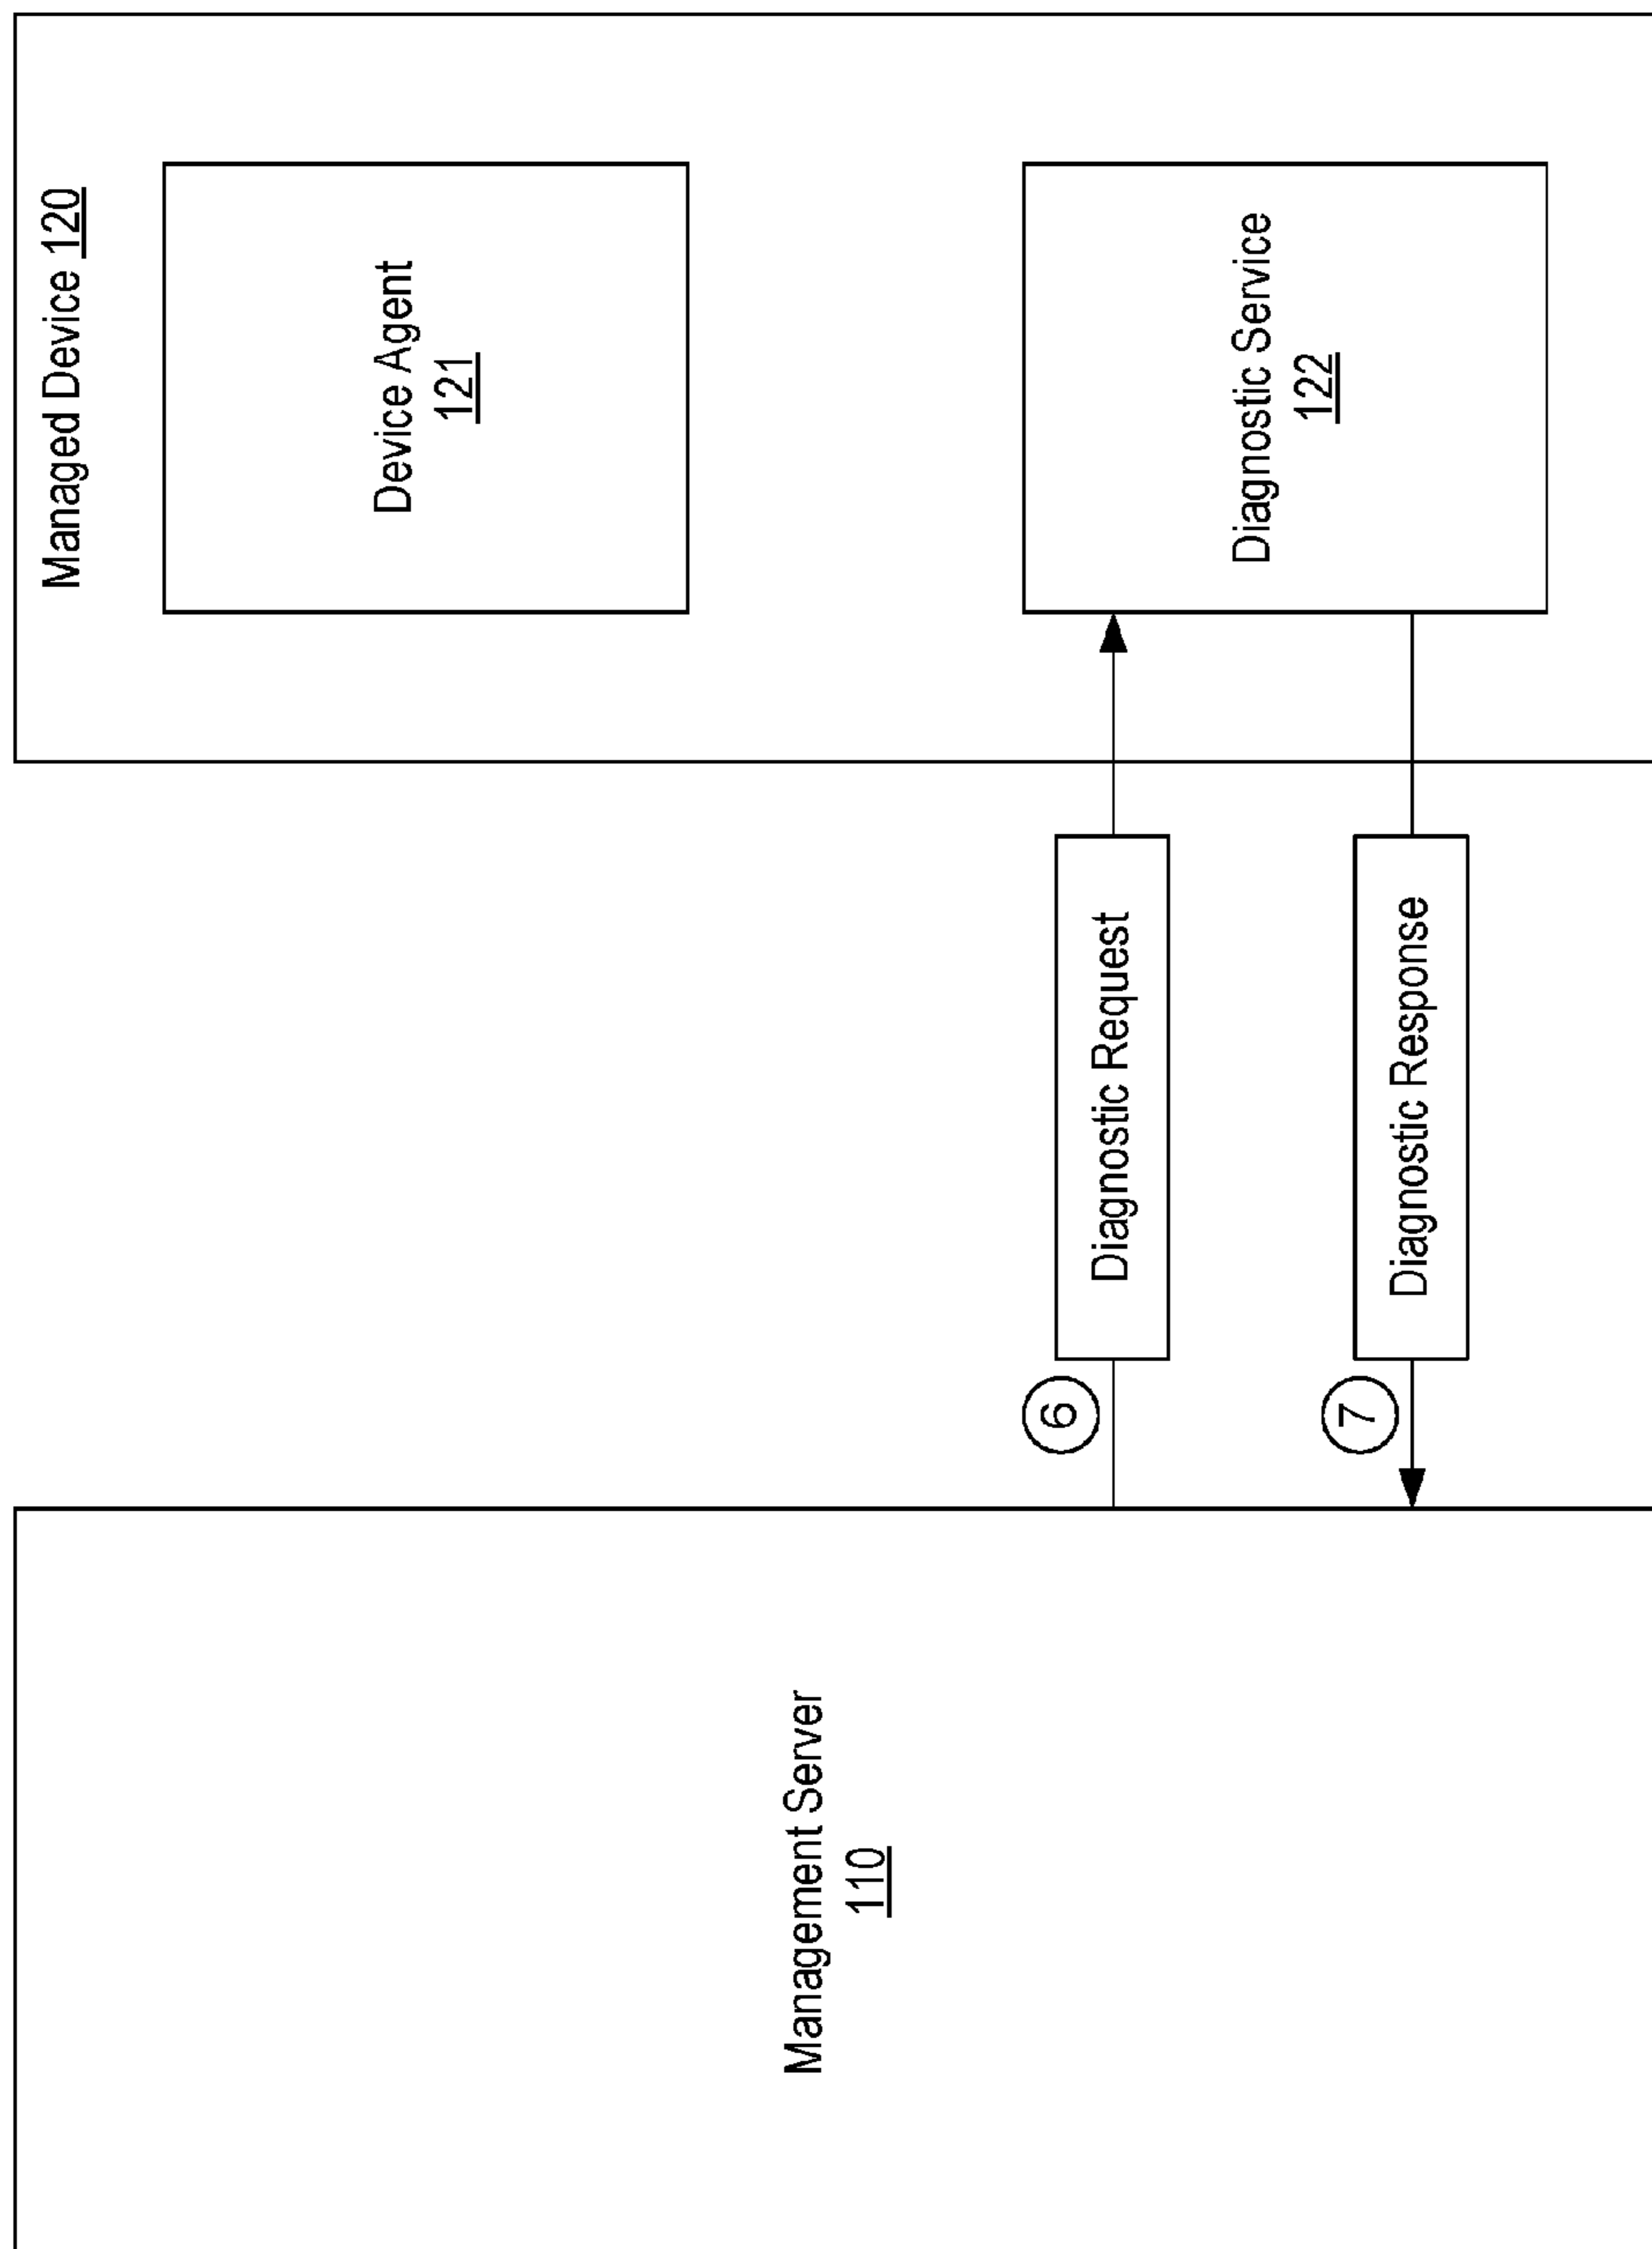 Managed Device 120
Device Agent
121
Management Server
110
6
Diagnostic Request
Diagnostic Service
122
7
Diagnostic Response